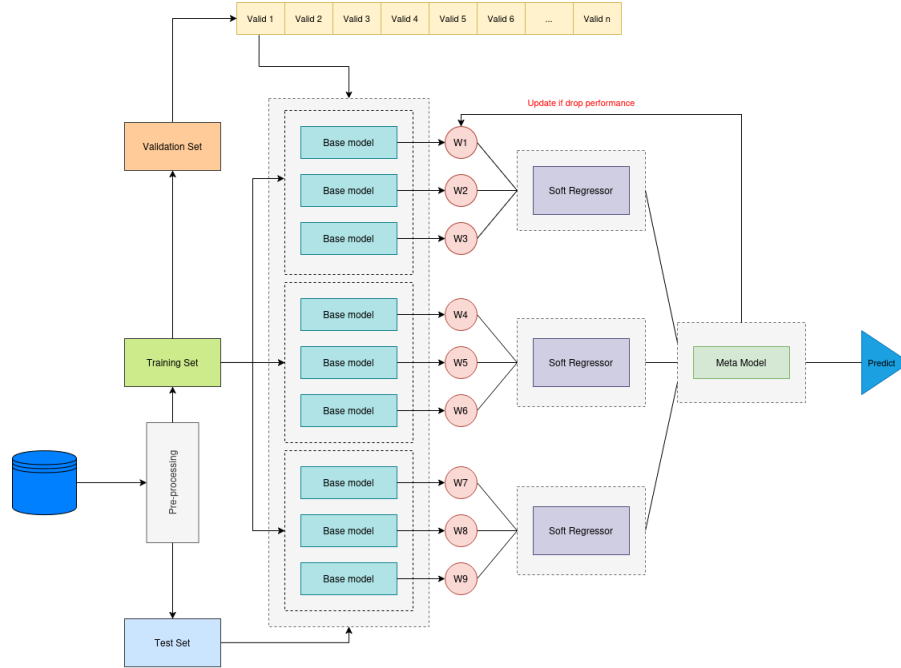 Valid 1
Valid 2
Valid 3
Valid 4
Valid 5
Valid 6
...
Valid n
Update if drop performance
Validation Set
Base model
W1
Base model
W2
Soft Regressor
Base model
W3
Base model
W4
Training Set
Base model
W5
Soft Regressor
Meta Model
Predict
Base model
W6
Pre-processing
Base model
W7
Base model
W8
Soft Regressor
Base model
W9
Test Set